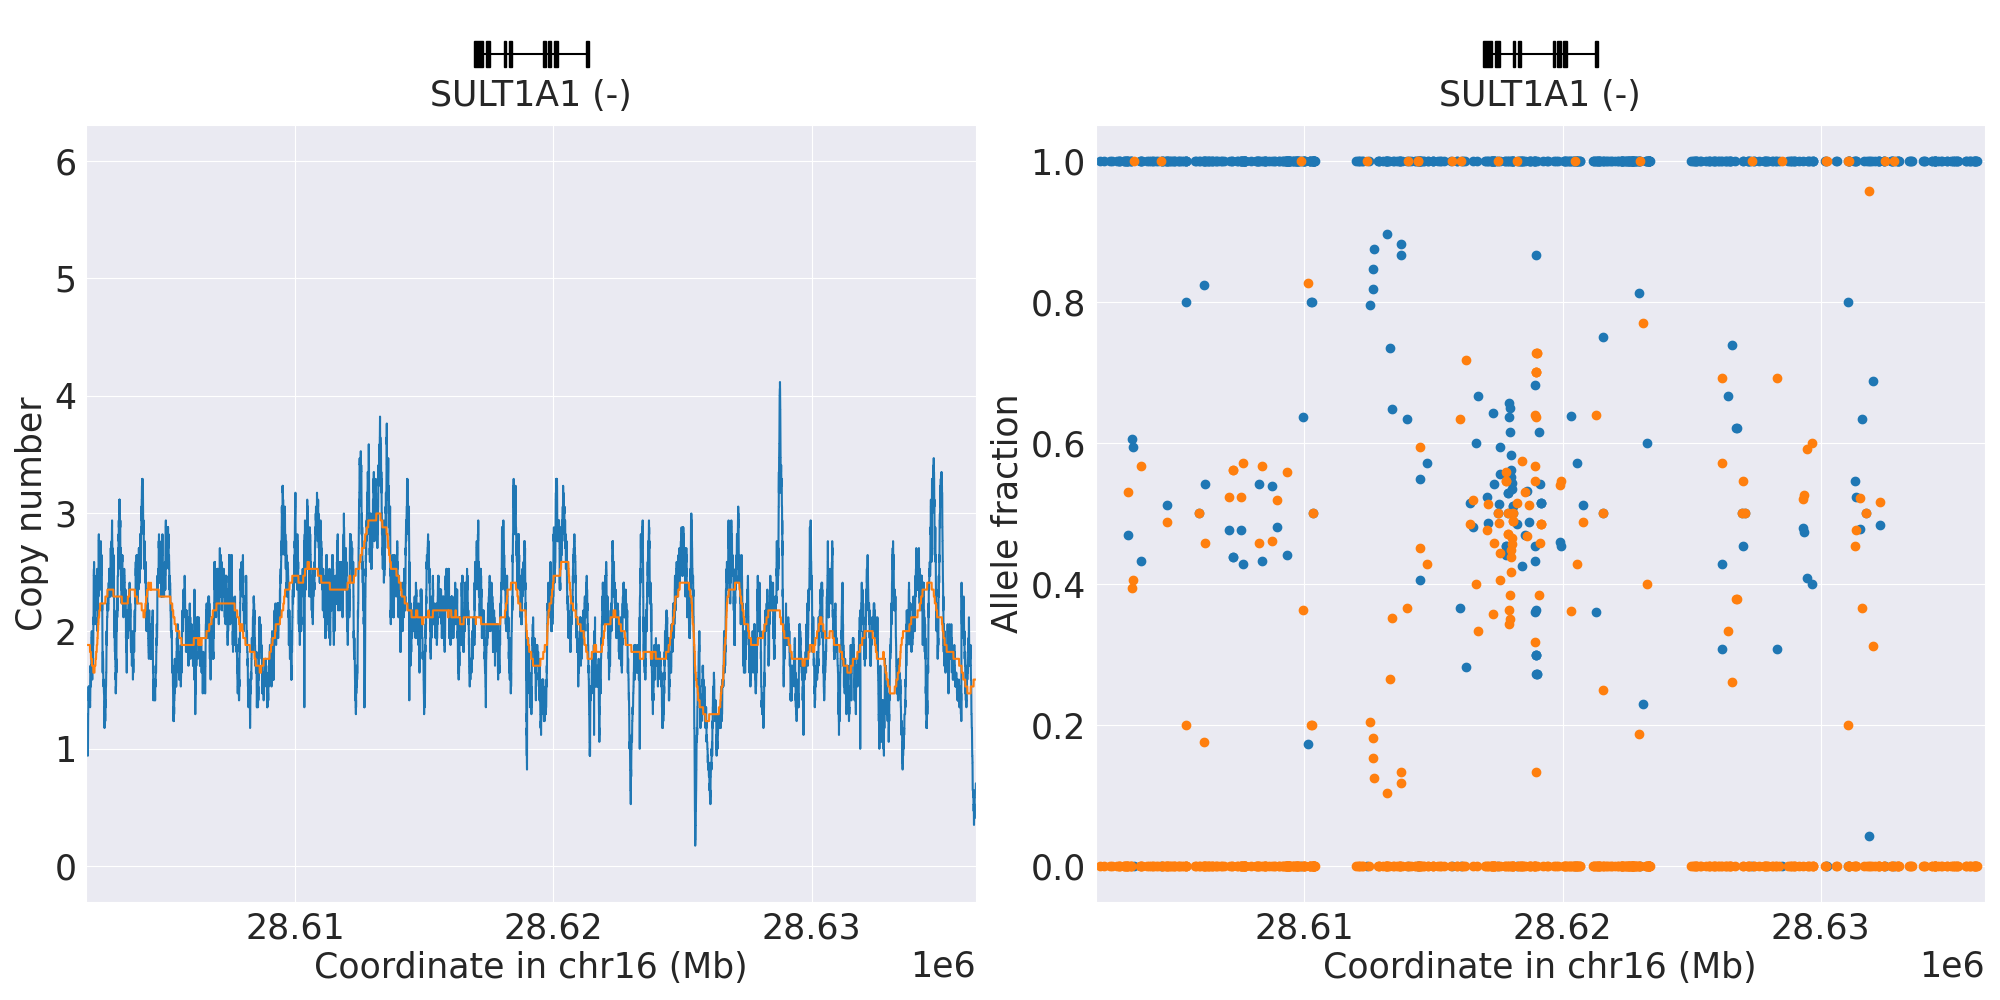 SULT1A1 (-)
Copy number
6
5
4
3
2
1
0
28.61
28.62
28.63
Coordinate in chr16 (Mb)
1e6
SULT1A1 (-)
Allele fraction
1.0
0.8
0.6
0.4
0.2
0.0
28.61
28.62
28.63
Coordinate in chr16 (Mb)
1e6